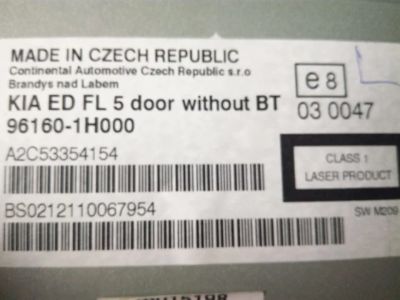 MADE IN CZECH REPUBLIC
Continental Automotive Czech Republic s.r.o
Brandys nad Labem
KIA ED FL 5 door without BT
96160-1H000
e8
03 0047
A2C53354154
CLASS 1
LASER PRODUCT
BS0212110067954
SW M209